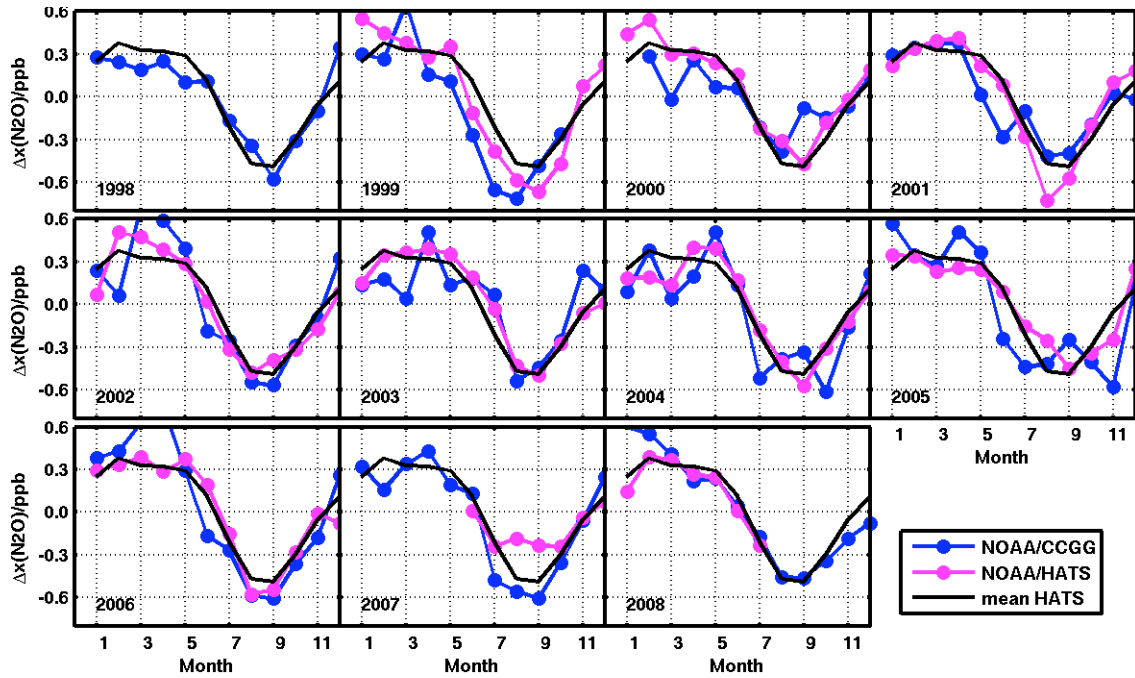 0.6
0.3
0.0
-0.3
-0.6
Δx(N2O)/ppb
1998
1999
2000
2001
0.6
0.3
0.0
-0.3
-0.6
Δx(N2O)/ppb
2002
2003
2004
2005
1 3 5 7 9 11
Month
0.6
0.3
0.0
-0.3
-0.6
Δx(N2O)/ppb
2006
2007
2008
1 3 5 7 9 11
1 3 5 7 9 11
1 3 5 7 9 11
Month
Month
Month
NOAA/CCGG
NOAA/HATS
mean HATS